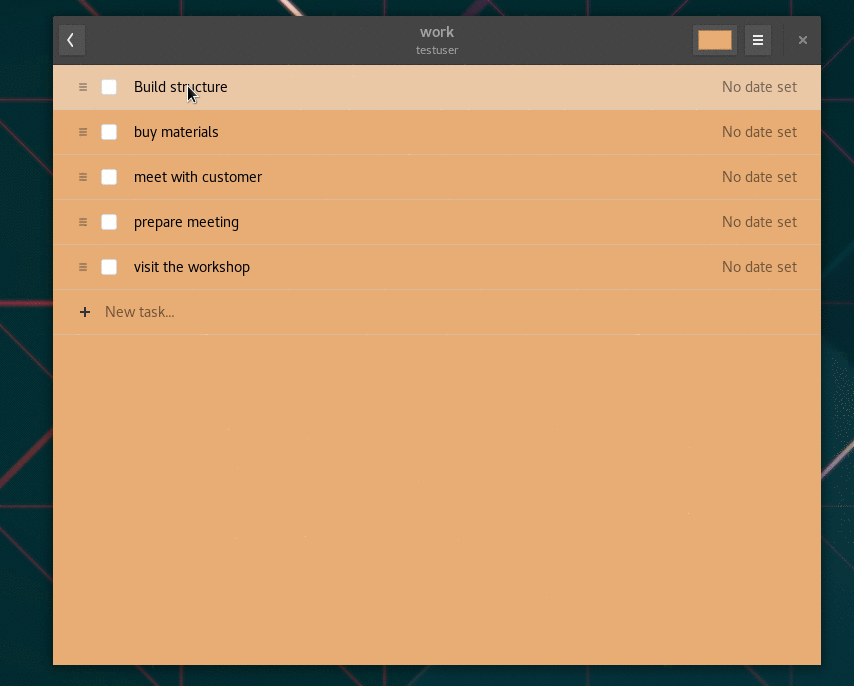 work
testuser
Build structure No date set
buy materials No date set
meet with customer No date set
prepare meeting No date set
visit the workshop No date set
New task...